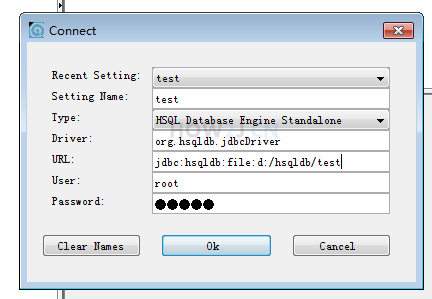 Connect
Recent Setting: test
Setting Name: test
Type: HSQL Database Engine Standalone
Driver: org.hsqldb.jdbcDriver
URL: jdbc:hsqldb:file:d:/hsqldb/test
User: root
Password: ●●●●●
Clear Names Ok Cancel